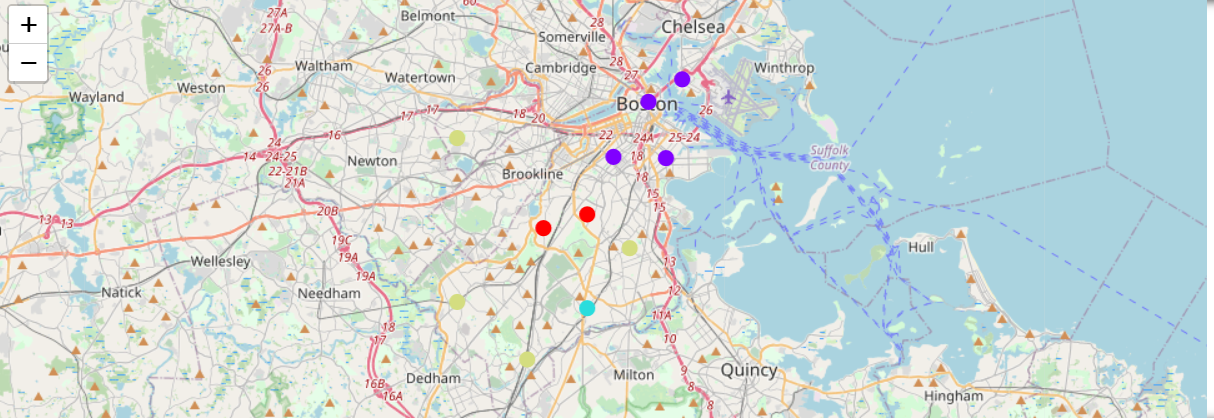 +
−
27A
27A-B
26
26
60
28
28
27
Belmont
Somerville
Chelsea
Waltham
Watertown
Cambridge
Winthrop
Wayland
Weston
Boston
26
16
17
17
18
20
22
24A
25-24
24
14
24-25
22-21B
21A
Newton
Brookline
18
18
15
15
Suffolk
County
13
13
20B
19C
19A
19A
Wellesley
Natick
Needham
Hull
13
12
11A
10
9
8
8
18
17
16B
16A
Dedham
Milton
Quincy
Hingham